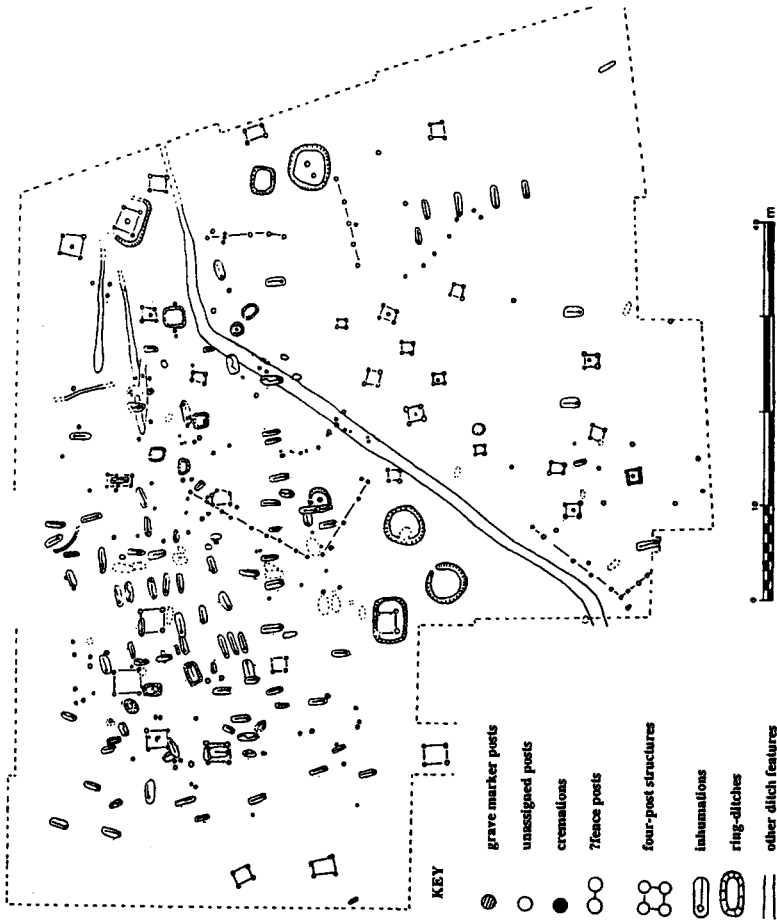 KEY
grave marker posts
unassigned posts
cremations
?fence posts
four-post structures
inhumations
ring-ditches
other ditch features
0
10
m